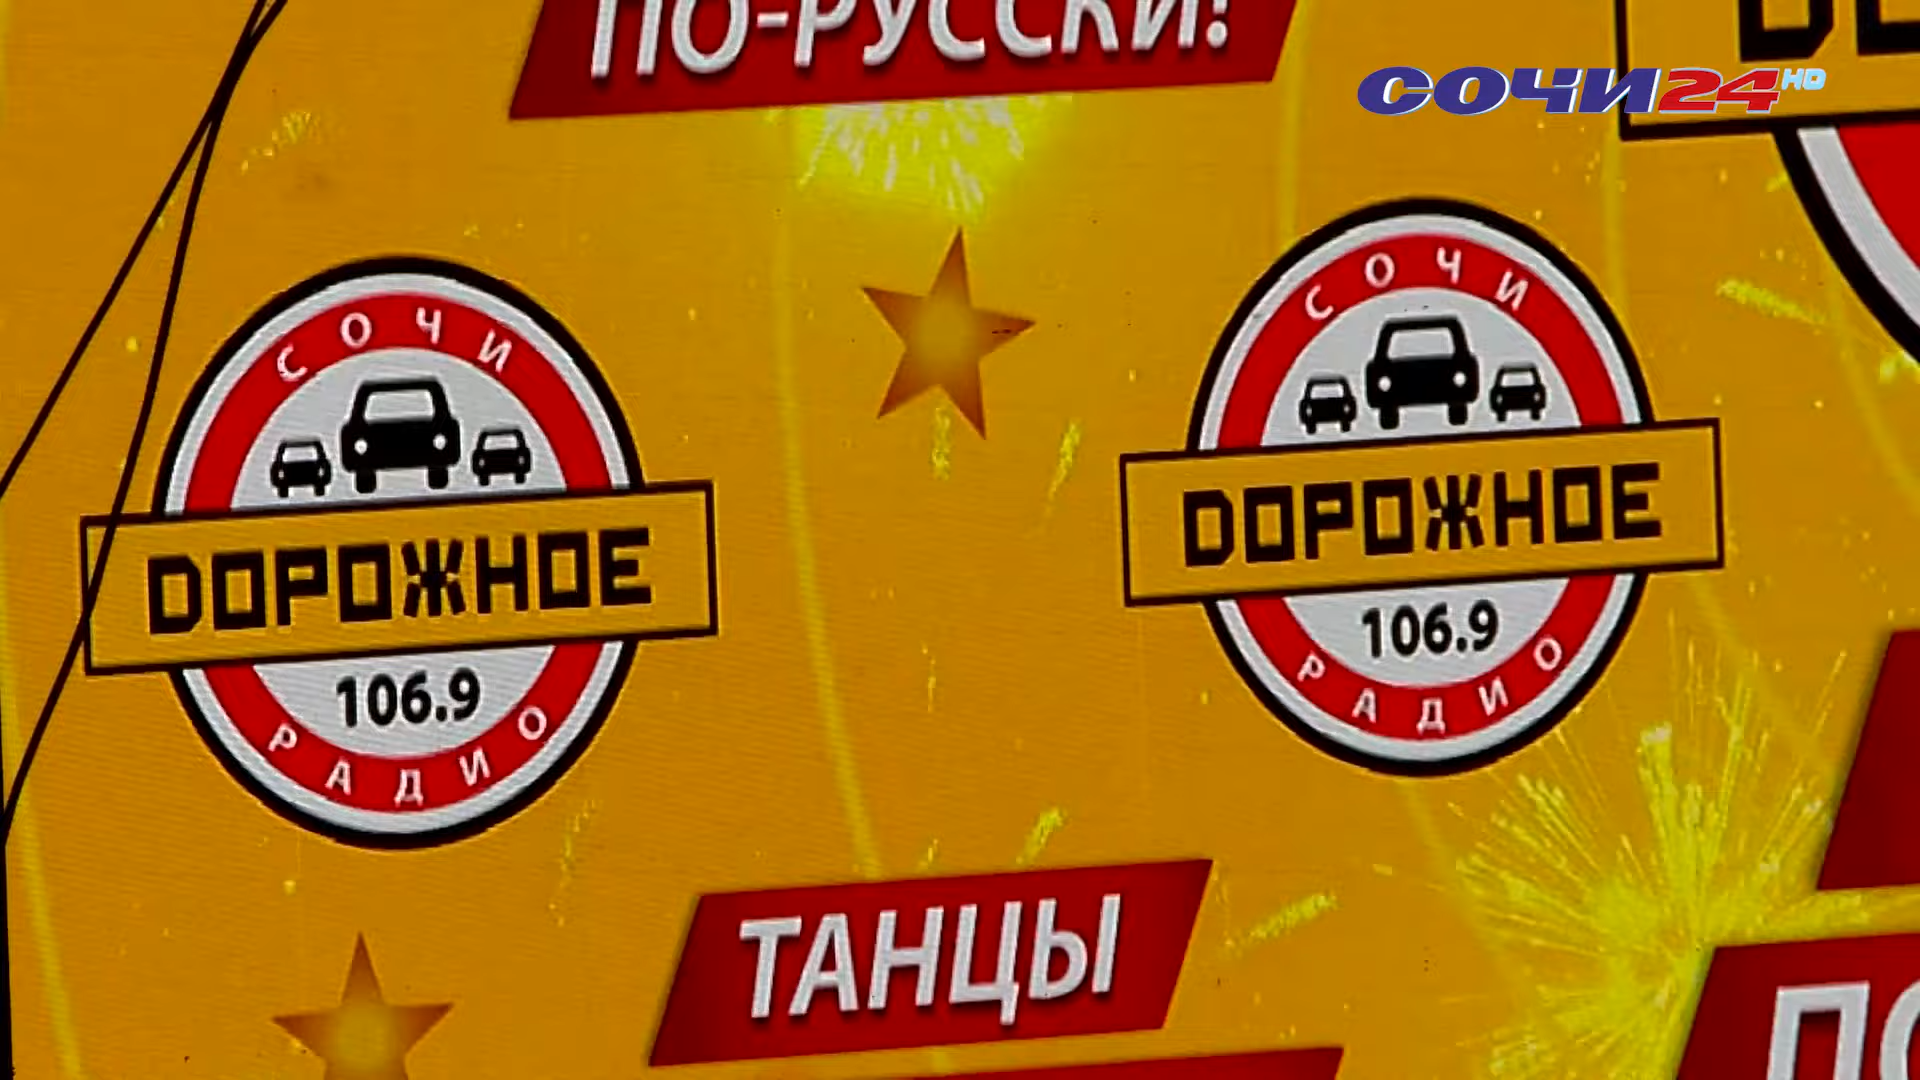 ПО-РУССКИ!
СОЧИ24HD
СОЧИ
ДОРОЖНОЕ
106.9
РАДИО
СОЧИ
ДОРОЖНОЕ
106.9
РАДИО
ТАНЦЫ